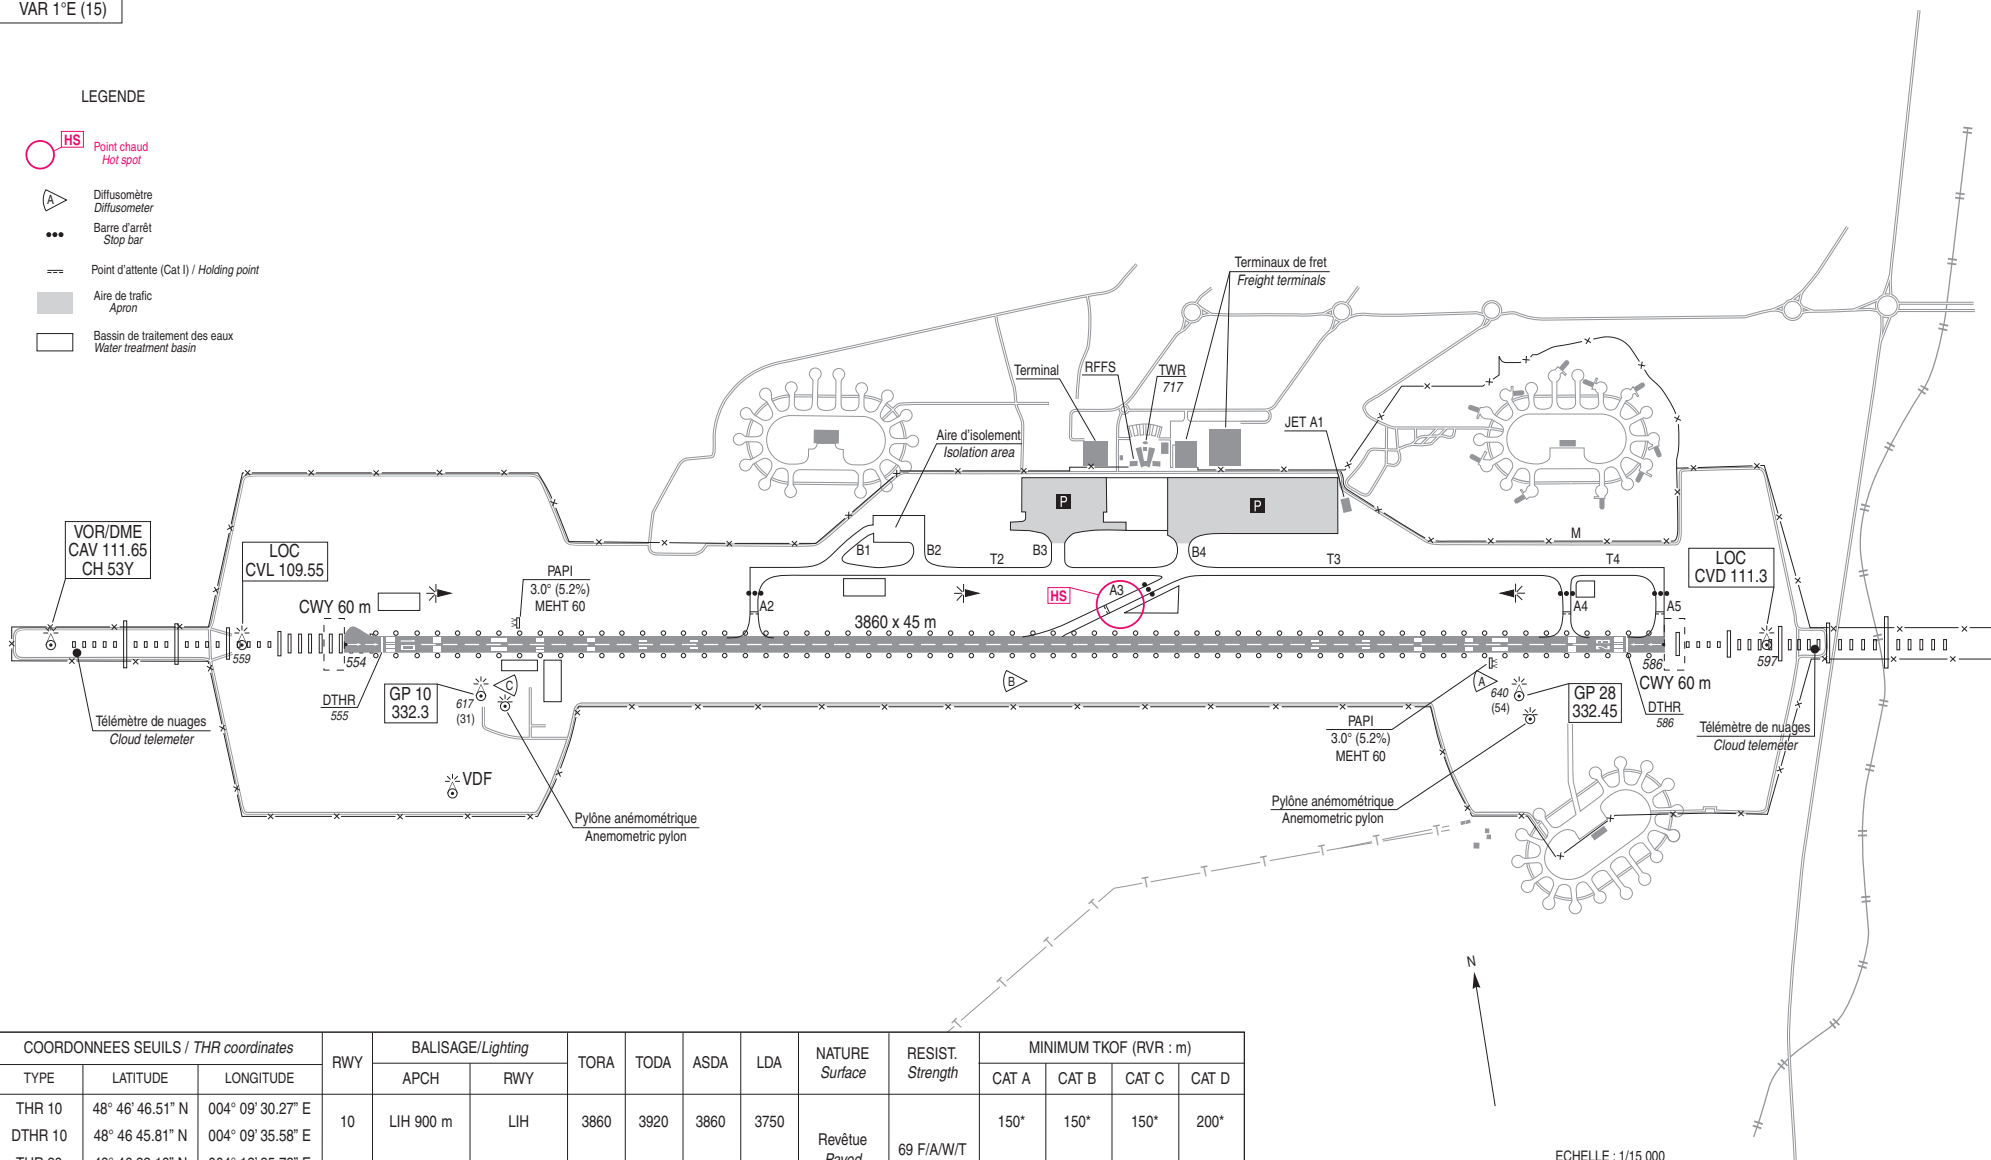 VAR 1°E (15)
LEGENDE
HS
Point chaud
Hot spot
A
Diffusomètre
Diffusometer
Barre d'arrêt
Stop bar
Point d'attente (Cat I) / Holding point
Aire de trafic
Apron
Bassin de traitement des eaux
Water treatment basin
Terminaux de fret
Freight terminals
Terminal
RFFS
TWR
717
JET A1
Aire d'isolement
Isolation area
P
P
VOR/DME
CAV 111.65
CH 53Y
LOC
CVL 109.55
B1
B2
T2
B3
B4
T3
M
T4
LOC
CVD 111.3
PAPI
3.0° (5.2%)
MEHT 60
CWY 60 m
A2
HS
A3
A4
A5
3860 x 45 m
559
554
586
597
10
28
DTHR
555
GP 10
332.3
617
(31)
C
B
A
640
(54)
GP 28
332.45
CWY 60 m
DTHR
586
Télémètre de nuages
Cloud telemeter
PAPI
3.0° (5.2%)
MEHT 60
Télémètre de nuages
Cloud telemeter
VDF
Pylône anémométrique
Anemometric pylon
Pylône anémométrique
Anemometric pylon
N
COORDONNEES SEUILS / THR coordinates RWY BALISAGE/Lighting TORA TODA ASDA LDA NATURE Surface RESIST. Strength MINIMUM TKOF (RVR : m)
TYPE LATITUDE LONGITUDE APCH RWY CAT A CAT B CAT C CAT D
THR 10 48° 46' 46.51" N 004° 09' 30.27" E
10 LIH 900 m LIH 3860 3920 3860 3750 150* 150* 150* 200*
DTHR 10 48° 46 45.81" N 004° 09' 35.58" E
Revêtue
Paved
69 F/A/W/T
ECHELLE : 1/15 000